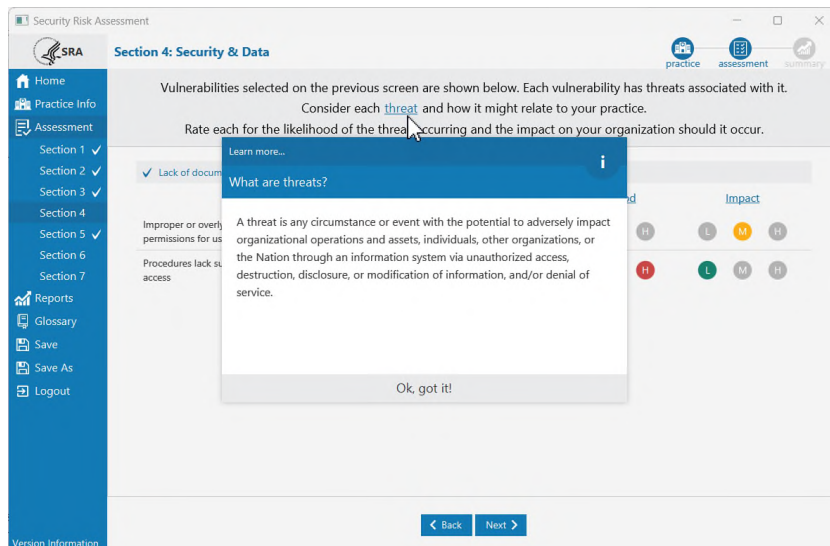 Security Risk Assessment
SRA
Section 4: Security & Data
practice
assessment
summary
Home
Practice Info
Assessment
Section 1
Section 2
Section 3
Section 4
Section 5
Section 6
Section 7
Reports
Glossary
Save
Save As
Logout
Version Information
Vulnerabilities selected on the previous screen are shown below. Each vulnerability has threats associated with it.
Consider each threat and how it might relate to your practice.
Rate each for the likelihood of the threat occurring and the impact on your organization should it occur.
Lack of docum
Impact
Improper or overly
permissions for us
H
L
M
H
Procedures lack su
access
H
L
M
H
Learn more...
i
What are threats?
A threat is any circumstance or event with the potential to adversely impact
organizational operations and assets, individuals, other organizations, or
the Nation through an information system via unauthorized access,
destruction, disclosure, or modification of information, and/or denial of
service.
Ok, got it!
Back
Next